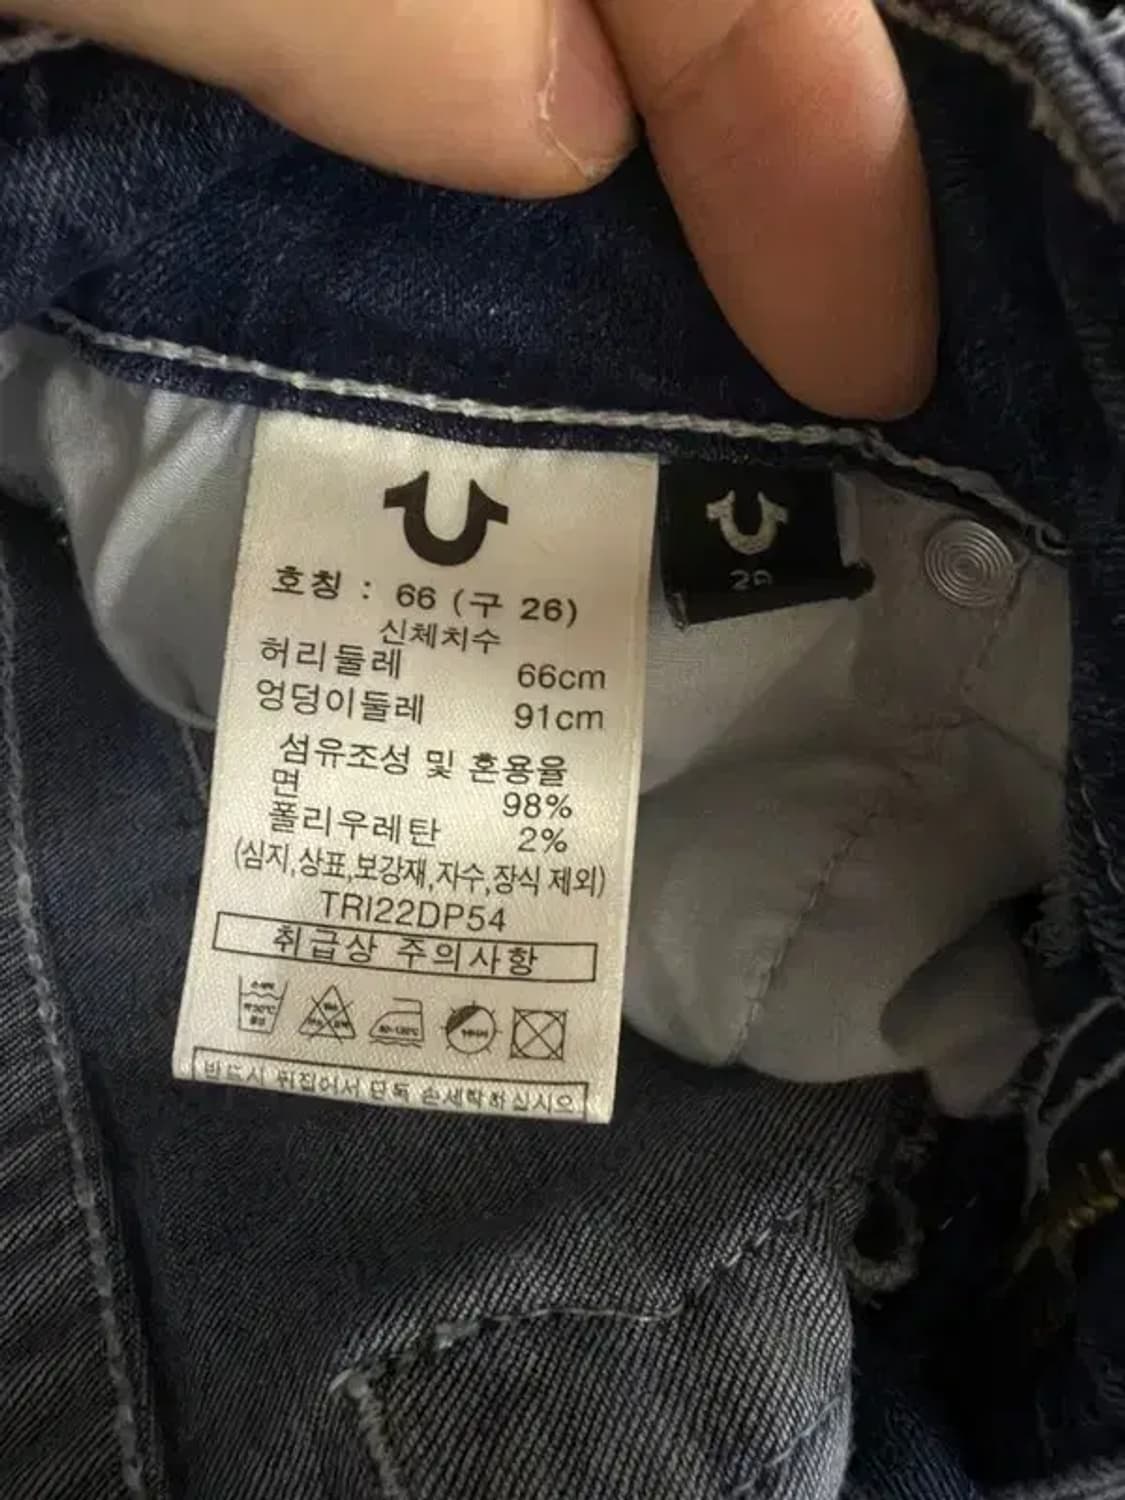 호칭 : 66 (구 26)
신체치수
허리둘레 66cm
엉덩이둘레 91cm
섬유조성 및 혼용율
면 98%
폴리우레탄 2%
(심지,상표,보강재,자수,장식 제외)
TRI22DP54
취급상 주의사항
반드시 뒤집어서 단독 손세탁하십시오